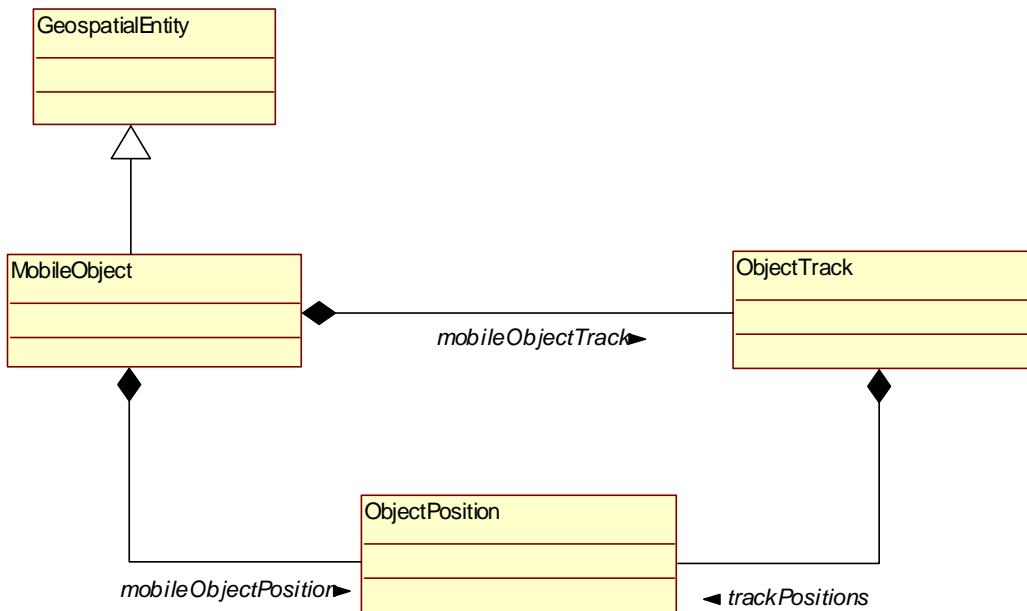 GeospatialEntity
MobileObject
ObjectTrack
mobileObjectTrack
ObjectPosition
mobileObjectPosition
trackPositions